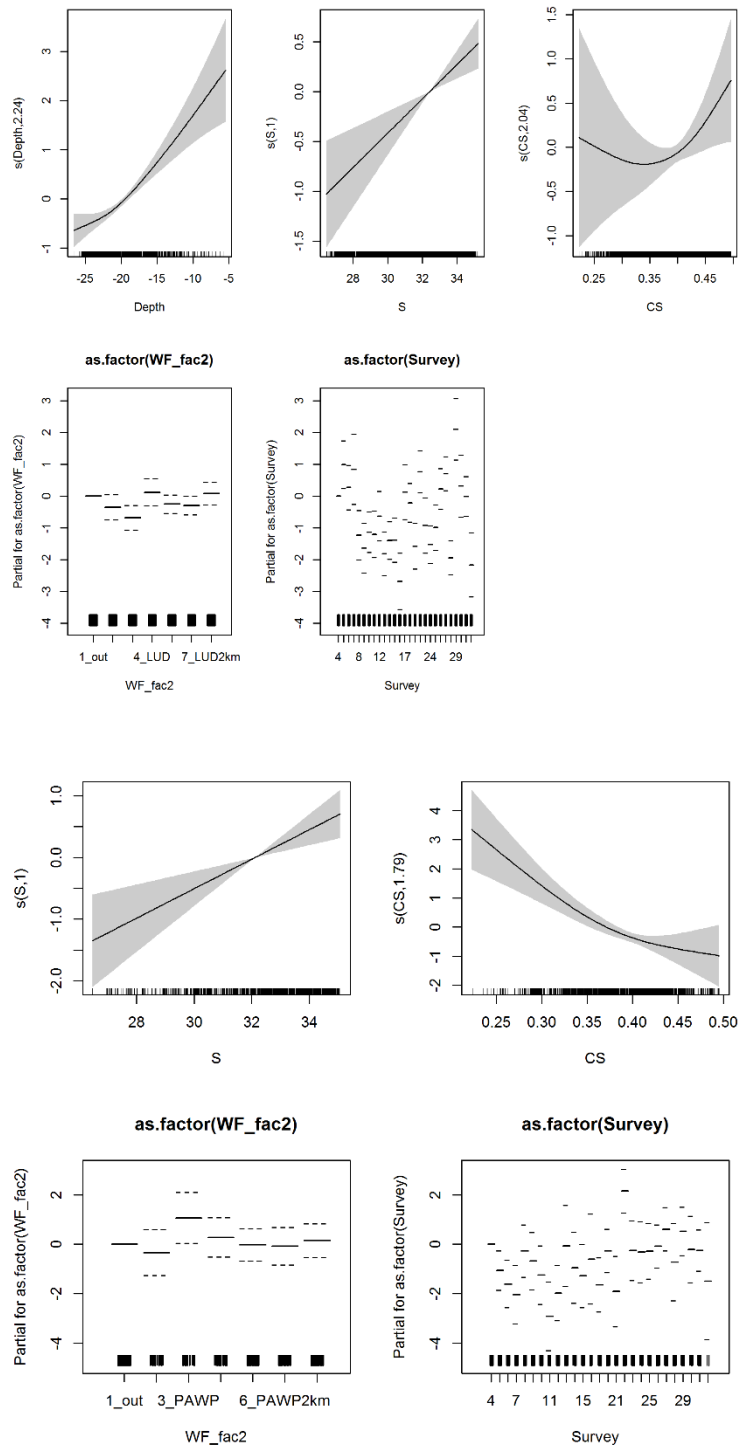 s(Depth,2.24)
3
2
1
0
-1
-25 -20 -15 -10 -5
Depth
s(S,1)
0.5
0.0
-0.5
-1.0
-1.5
28 30 32 34
S
s(CS,2.04)
1.5
1.0
0.5
0.0
-0.5
-1.0
0.25 0.35 0.45
CS
as.factor(WF_fac2)
Partial for as.factor(WF_fac2)
3
2
1
0
-1
-2
-3
-4
1_out 4_LUD 7_LUD2km
WF_fac2
as.factor(Survey)
Partial for as.factor(Survey)
3
2
1
0
-1
-2
-3
-4
4 8 12 17 24 29
Survey
s(S,1)
1.0
0.0
-1.0
-2.0
28 30 32 34
S
s(CS,1.79)
4
3
2
1
0
-1
-2
0.25 0.30 0.35 0.40 0.45 0.50
CS
as.factor(WF_fac2)
Partial for as.factor(WF_fac2)
2
0
-2
-4
1_out 3_PAWP 6_PAWP2km
WF_fac2
as.factor(Survey)
Partial for as.factor(Survey)
2
0
-2
-4
4 7 11 15 21 25 29
Survey